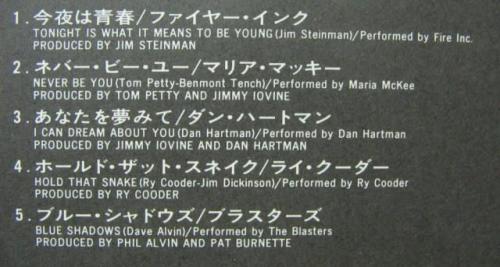 1. 今夜は青春/ファイヤー・インク
TONIGHT IS WHAT IT MEANS TO BE YOUNG(Jim Steinman)/Performed by Fire Inc.
PRODUCED BY JIM STEINMAN
2. ネバー・ビー・ユー/マリア・マッキー
NEVER BE YOU(Tom Petty-Benmont Tench)/Performed by Maria McKee
PRODUCED BY TOM PETTY AND JIMMY IOVINE
3. あなたを夢みて/ダン・ハートマン
I CAN DREAM ABOUT YOU(Dan Hartman)/Performed by Dan Hartman
PRODUCED BY JIMMY IOVINE AND DAN HARTMAN
4. ホールド・ザット・スネイク/ライ・クーダー
HOLD THAT SNAKE(Ry Cooder-Jim Dickinson)/Performed by Ry Cooder
PRODUCED BY RY COODER
5. ブルー・シャドウズ/ブラスターズ
BLUE SHADOWS(Dave Alvin)/Performed by The Blasters
PRODUCED BY PHIL ALVIN AND PAT BURNETTE